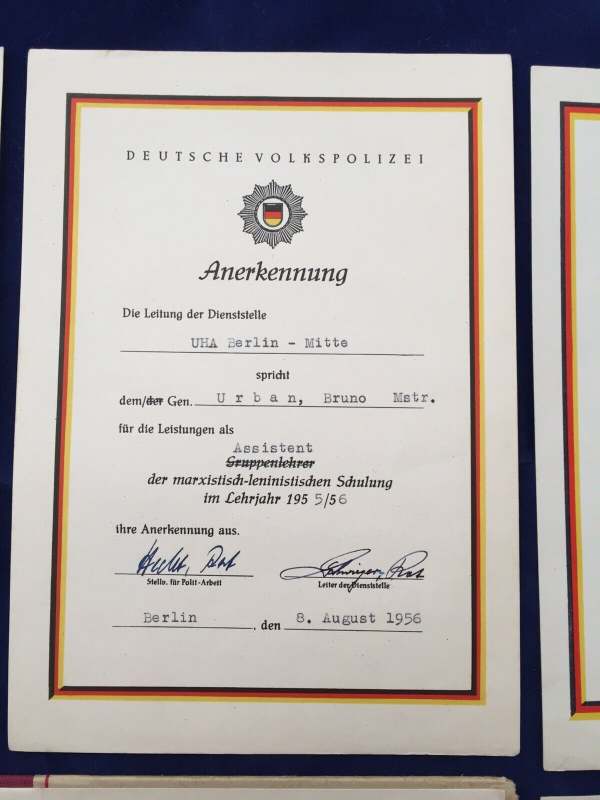 DEUTSCHE VOLKSPOLIZEI
Anerkennung
Die Leitung der Dienststelle
UHA Berlin - Mitte
spricht
dem/der Gen. Urban, Bruno Mstr.
für die Leistungen als
Assistent
Gruppenlehrer
der marxistisch-leninistischen Schulung
im Lehrjahr 195 5/56
ihre Anerkennung aus.
Stellv. für Polit-Arbeit Leiter der Dienststelle
Berlin, den 8. August 1956